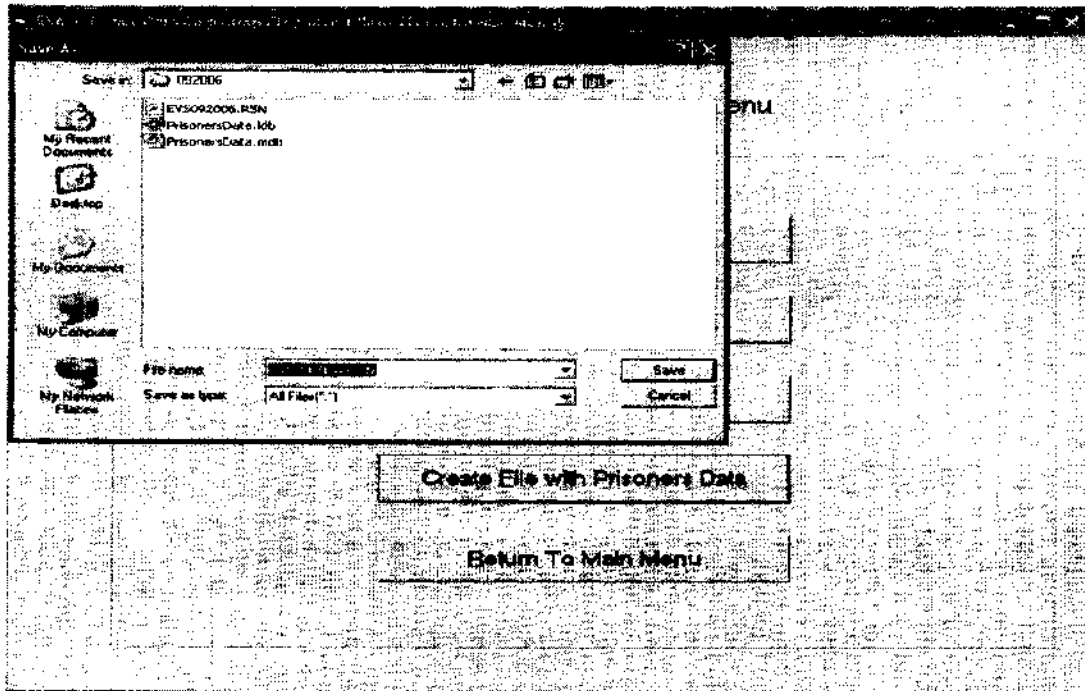 Save As
Save in: 092006
EVS092006.RSN
PrisonersData.ldb
PrisonersData.mdb
My Recent
Documents
Desktop
My Documents
My Computer
My Network
Places
File name:
Save
Save as type:
All Files(*.*)
Cancel
enu
Create File with Prisoners Data
Return To Main Menu